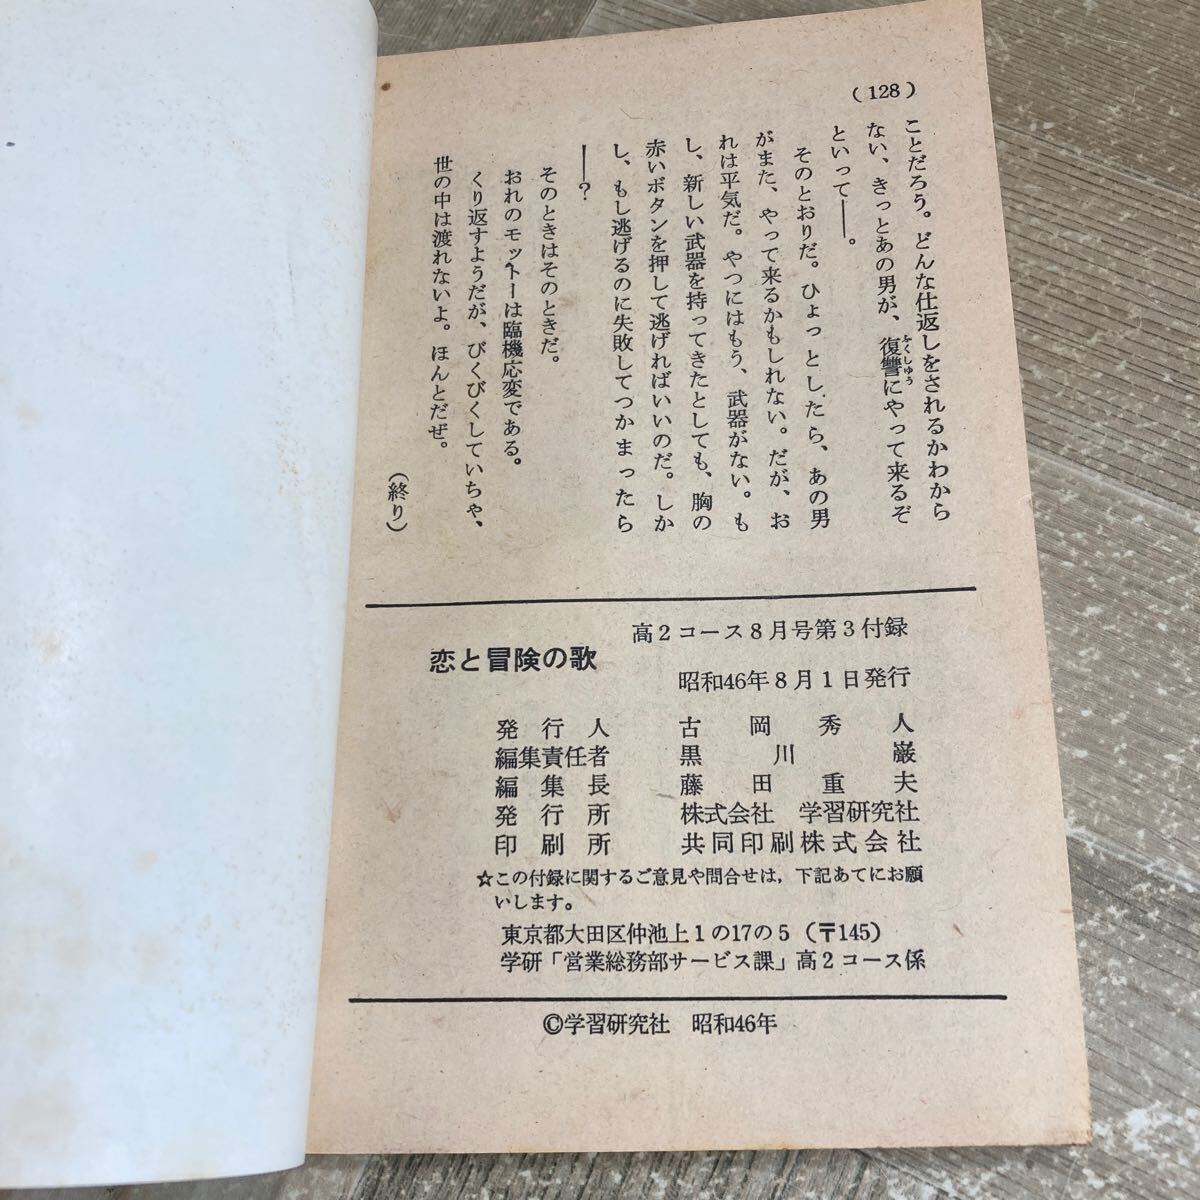 (128)
ことだろう。どんな仕返しをされるかわから
ない、きっとあの男が、復讐にやって来るぞ
ふくしゅう
といって――。
そのとおりだ。ひょっとしたら、あの男
がまた、やって来るかもしれない。だが、お
れは平気だ。やつにはもう、武器がない。も
し、新しい武器を持ってきたとしても、胸の
赤いボタンを押して逃げればいいのだ。しか
し、もし逃げるのに失敗してつかまったら
――?
そのときはそのときだ。
おれのモットーは臨機応変である。
くり返すようだが、びくびくしていちゃ、
世の中は渡れないよ。ほんとだぜ。
(終り)
高2コース8月号第3付録
恋と冒険の歌
昭和46年8月1日発行
発行人 古岡秀人
編集責任者 黒川巌
編集長 藤田重夫
発行所 株式会社 学習研究社
印刷所 共同印刷株式会社
☆この付録に関するご意見や問合せは,下記あてにお願
いします。
東京都大田区仲池上1の17の5(〒145)
学研「営業総務部サービス課」高2コース係
©学習研究社 昭和46年